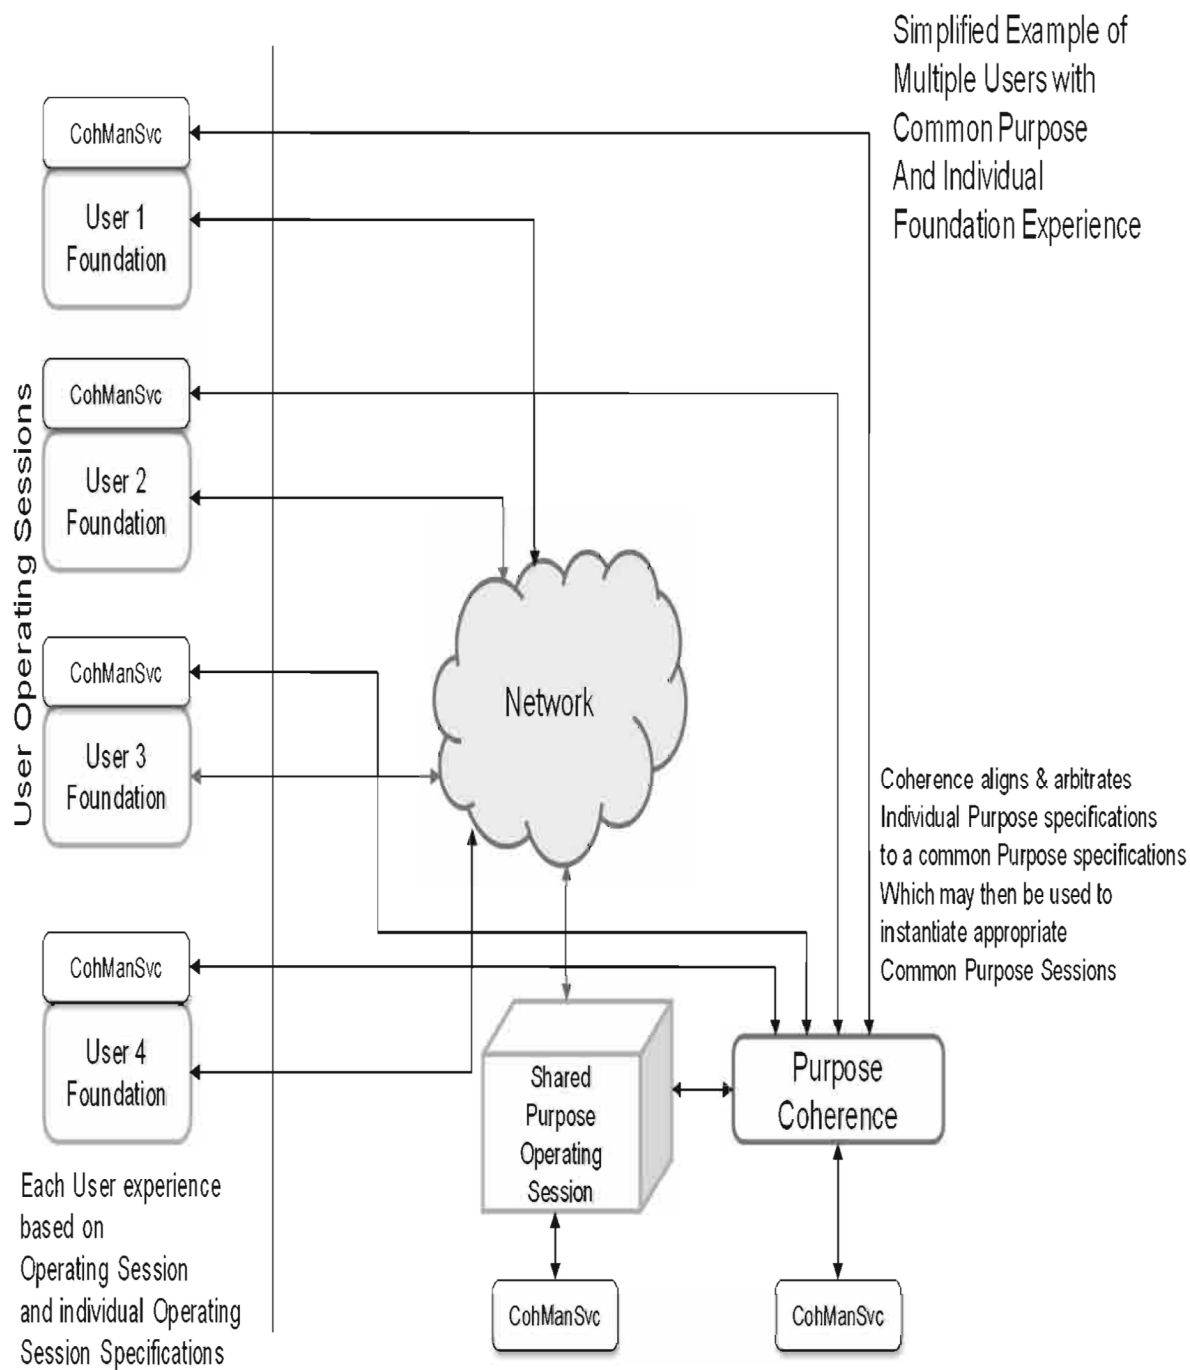 Simplified Example of
Multiple Users with
Common Purpose
And Individual
Foundation Experience
User Operating Sessions
CohManSvc
User 1
Foundation
CohManSvc
User 2
Foundation
CohManSvc
User 3
Foundation
CohManSvc
User 4
Foundation
Network
Coherence aligns & arbitrates
Individual Purpose specifications
to a common Purpose specifications
Which may then be used to
instantiate appropriate
Common Purpose Sessions
Shared
Purpose
Operating
Session
Purpose
Coherence
CohManSvc
CohManSvc
Each User experience
based on
Operating Session
and individual Operating
Session Specifications